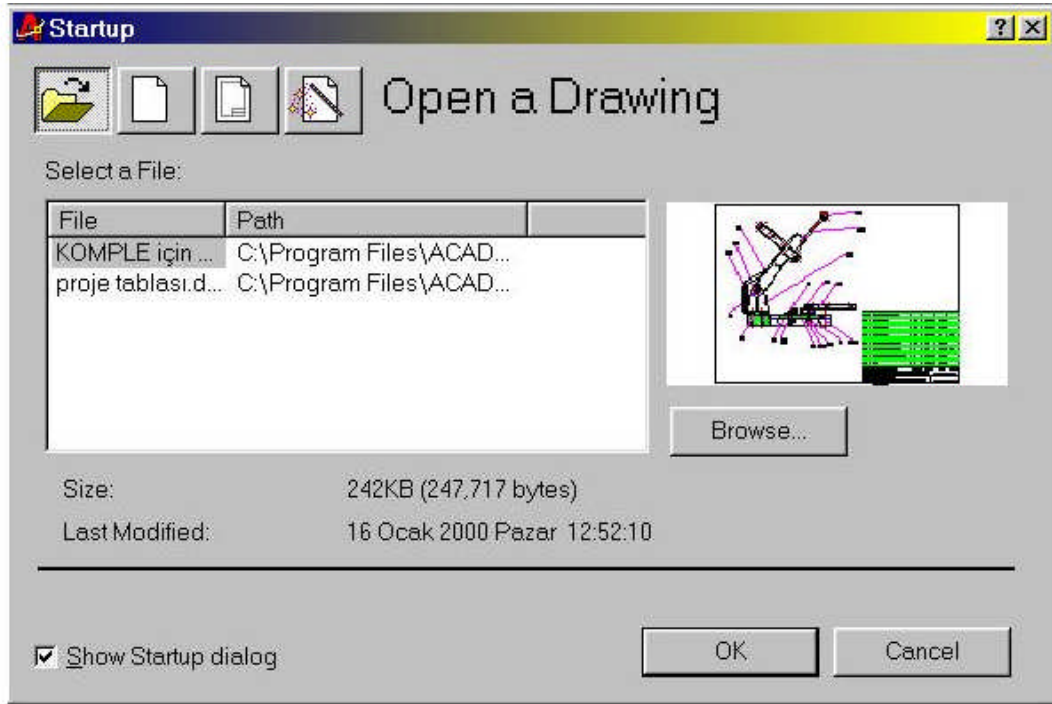 Startup
Open a Drawing
Select a File:
File Path
KOMPLE için ... C:\Program Files\ACAD...
proje tablası.d... C:\Program Files\ACAD...
Browse...
Size: 242KB (247,717 bytes)
Last Modified: 16 Ocak 2000 Pazar 12:52:10
Show Startup dialog
OK Cancel